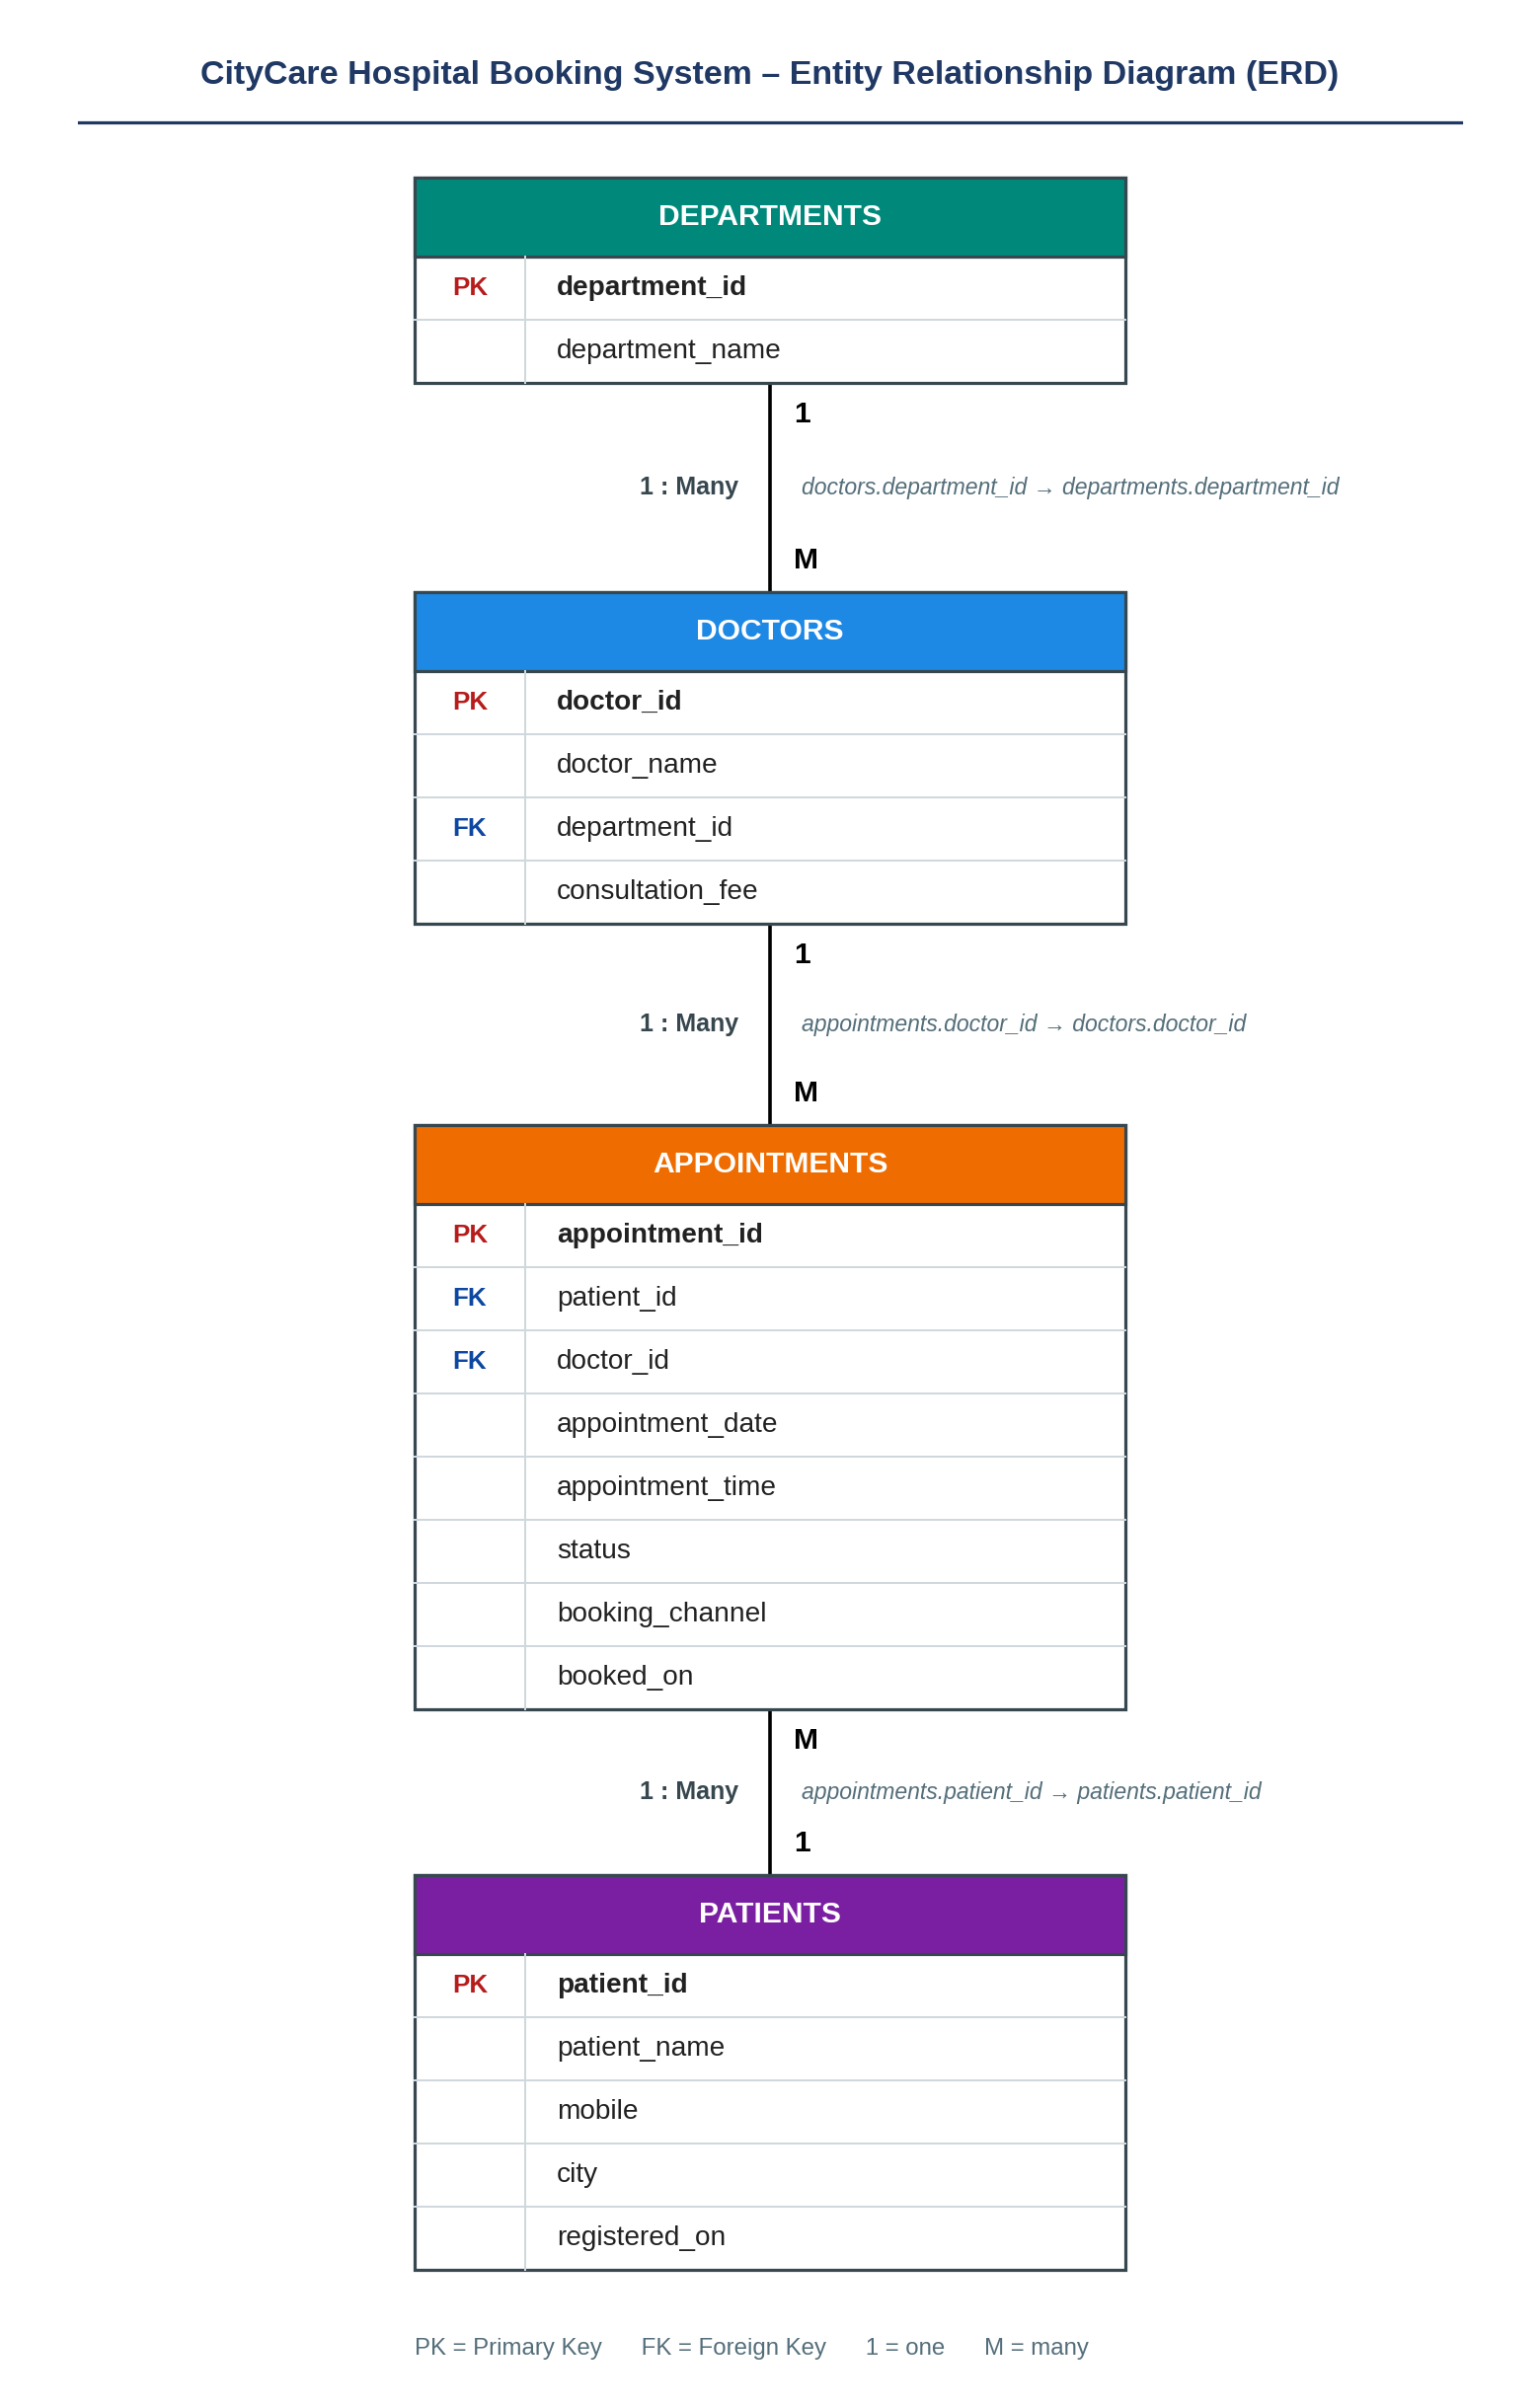 CityCare Hospital Booking System – Entity Relationship Diagram (ERD)
DEPARTMENTS
PK department_id
department_name
1
1 : Many doctors.department_id → departments.department_id
M
DOCTORS
PK doctor_id
doctor_name
FK department_id
consultation_fee
1
1 : Many appointments.doctor_id → doctors.doctor_id
M
APPOINTMENTS
PK appointment_id
FK patient_id
FK doctor_id
appointment_date
appointment_time
status
booking_channel
booked_on
M
1 : Many appointments.patient_id → patients.patient_id
1
PATIENTS
PK patient_id
patient_name
mobile
city
registered_on
PK = Primary Key FK = Foreign Key 1 = one M = many